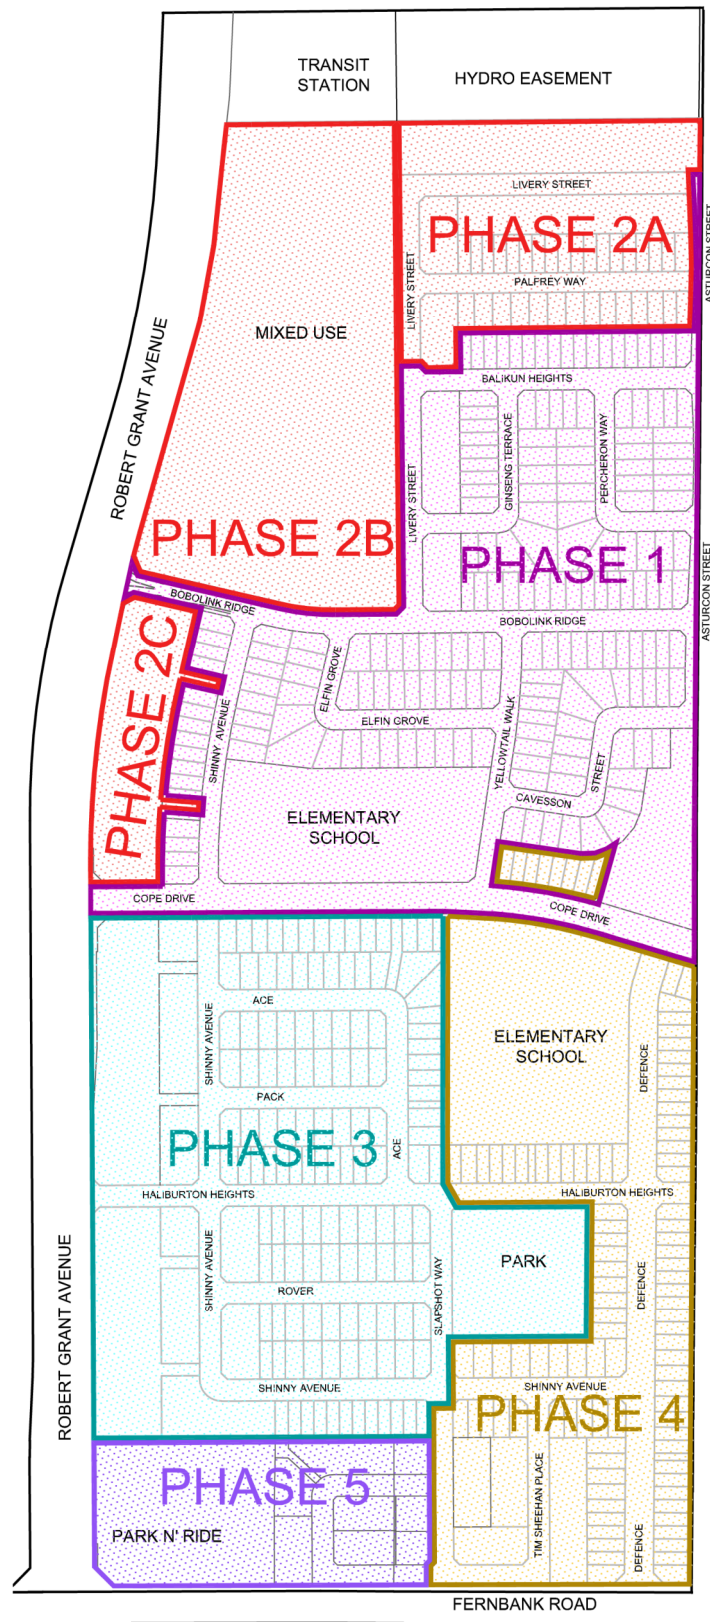 TRANSIT
STATION
HYDRO EASEMENT
LIVERY STREET
PHASE 2A
ASTURCON STREET
LIVERY STREET
PALFREY WAY
MIXED USE
ROBERT GRANT AVENUE
BALIKUN HEIGHTS
GINSENG TERRACE
PERCHERON WAY
LIVERY STREET
PHASE 2B
PHASE 1
ASTURCON STREET
BOBOLINK RIDGE
BOBOLINK RIDGE
PHASE 2C
ELFIN GROVE
ELFIN GROVE
SHINNY AVENUE
YELLOWTAIL WALK
STREET
CAVESSON
ELEMENTARY
SCHOOL
COPE DRIVE
COPE DRIVE
ACE
SHINNY AVENUE
ELEMENTARY
SCHOOL
DEFENCE
PACK
PHASE 3
ACE
HALIBURTON HEIGHTS
HALIBURTON HEIGHTS
SHINNY AVENUE
ROBERT GRANT AVENUE
PARK
DEFENCE
ROVER
SLAPSHOT WAY
SHINNY AVENUE
SHINNY AVENUE
PHASE 4
PHASE 5
PARK N' RIDE
TIM SHEEHAN PLACE
DEFENCE
FERNBANK ROAD